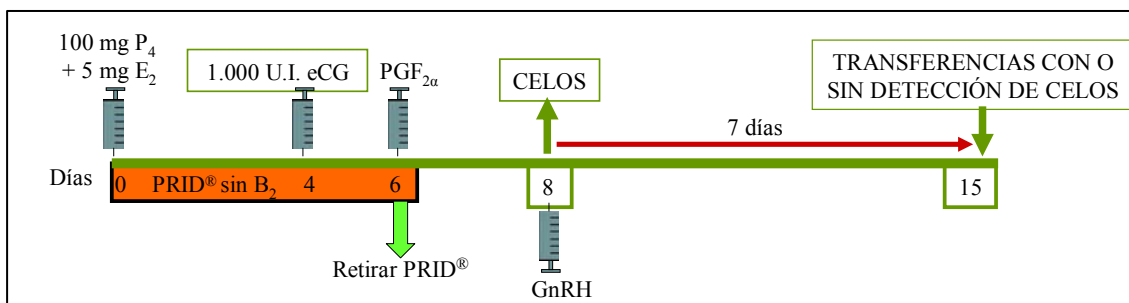 100 mg P4
+ 5 mg E2
1.000 U.I. eCG
PGF2α
CELOS
TRANSFERENCIAS CON O
SIN DETECCIÓN DE CELOS
7 días
Días
0
PRID® sin B2
4
6
8
15
Retirar PRID®
GnRH